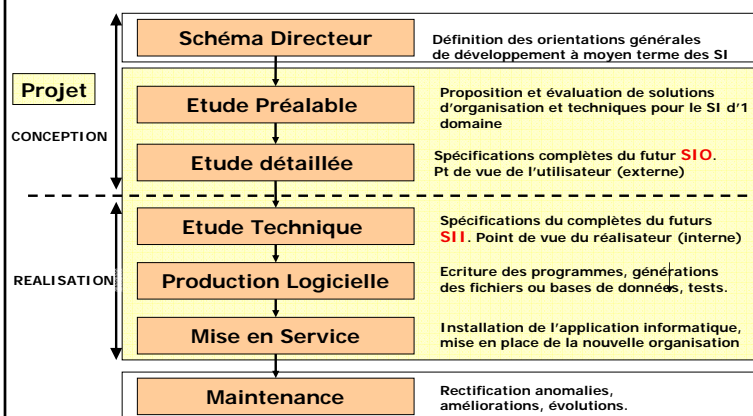 Schéma Directeur
Définition des orientations générales
de développement à moyen terme des SI
Projet
CONCEPTION
Etude Préalable
Proposition et évaluation de solutions
d'organisation et techniques pour le SI d'1
domaine
Etude détaillée
Spécifications complètes du futur SIO.
Pt de vue de l'utilisateur (externe)
Etude Technique
Spécifications du complètes du futurs
SII. Point de vue du réalisateur (interne)
REALISATION
Production Logicielle
Ecriture des programmes, générations
des fichiers ou bases de données, tests.
Mise en Service
Installation de l'application informatique,
mise en place de la nouvelle organisation
Maintenance
Rectification anomalies,
améliorations, évolutions.